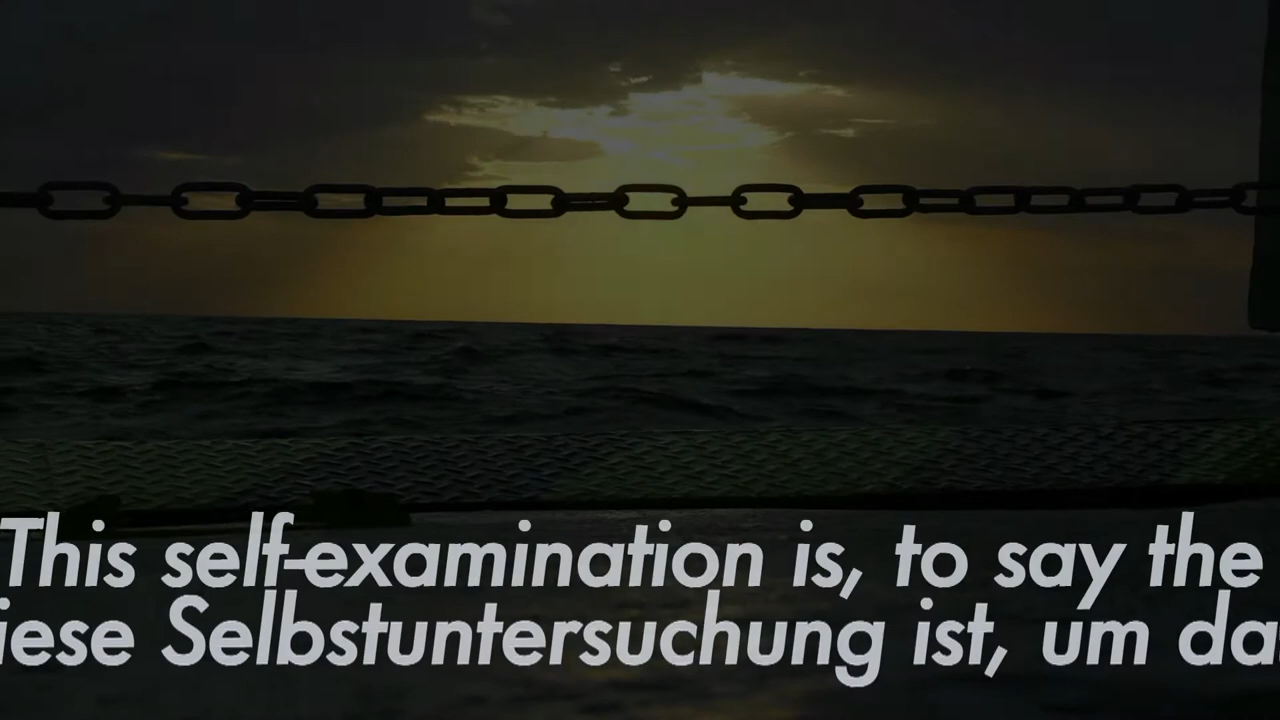 This self-examination is, to say the
iese Selbstuntersuchung ist, um da